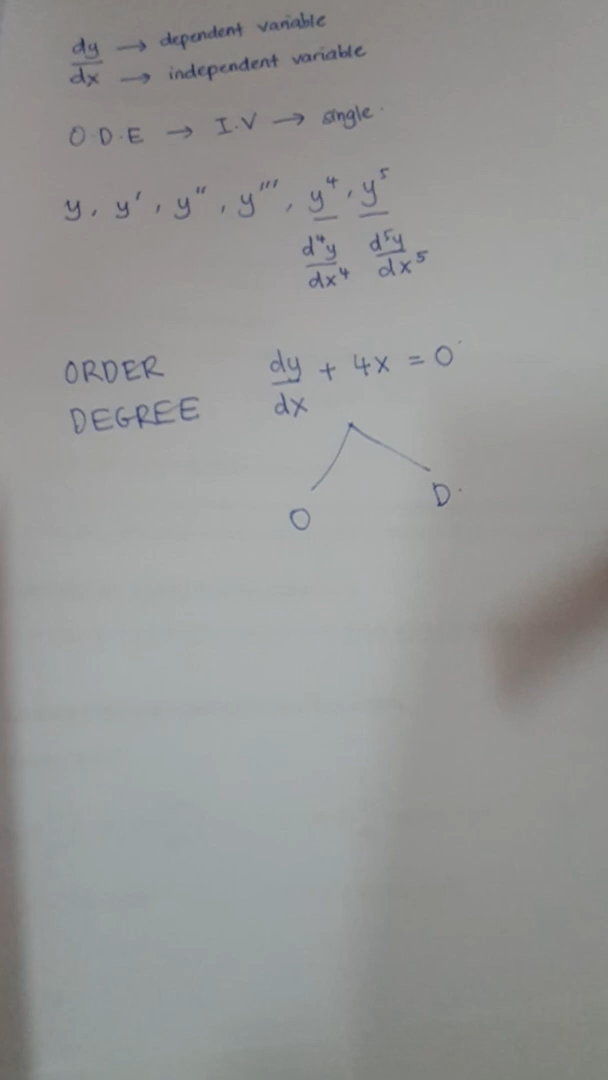 dy → dependent variable
dx → independent variable
O.D.E → I.V → single.
y, y', y'', y''', y⁴, y⁵
d⁴y/dx⁴ d⁵y/dx⁵
ORDER dy/dx + 4x = 0
DEGREE
O D.